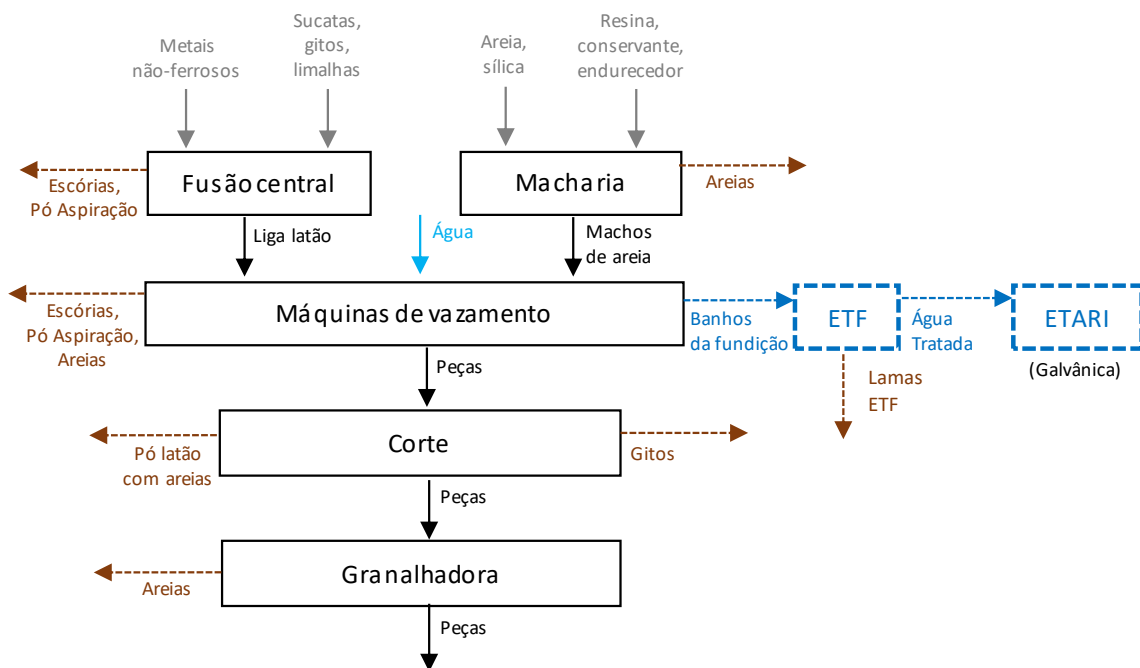 Metais
não-ferrosos
Sucatas,
gitos,
limalhas
Areia,
sílica
Resina,
conservante,
endurecedor
Fusão central
Macharia
Escórias,
Pó Aspiração
Areias
Liga latão
Água
Machos
de areia
Máquinas de vazamento
Escórias,
Pó Aspiração,
Areias
Banhos
da fundição
ETF
Água
Tratada
ETARI
(Galvânica)
Lamas
ETF
Peças
Corte
Pó latão
com areias
Gitos
Peças
Granalhadora
Areias
Peças